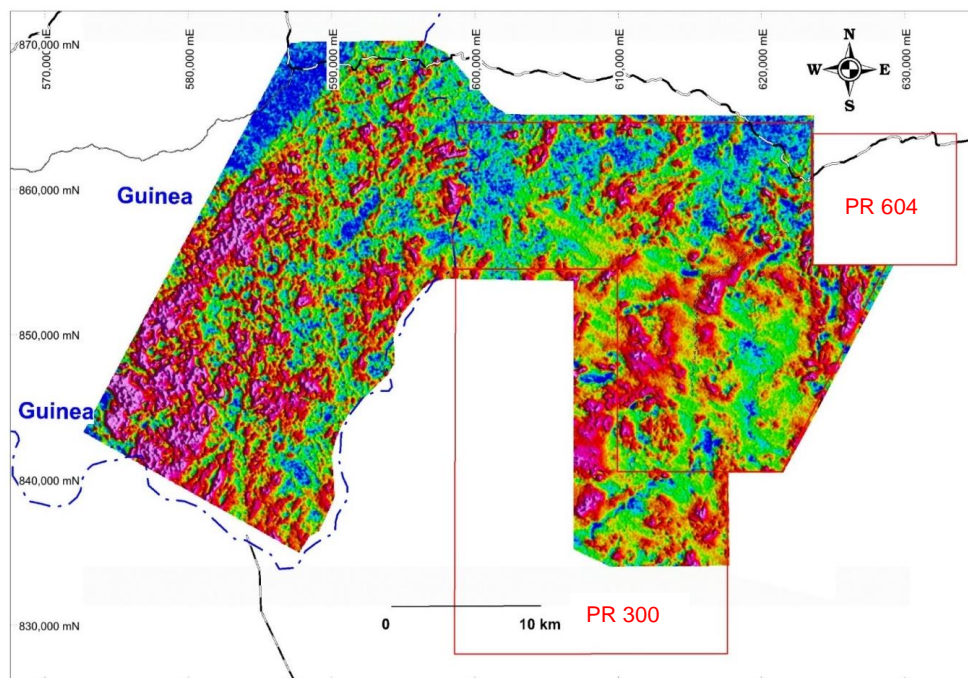 870,000 mN
570,000 mE
580,000 mE
590,000 mE
600,000 mE
610,000 mE
620,000 mE
630,000 mE
N
W E
S
860,000 mN
Guinea
PR 604
850,000 mN
Guinea
840,000 mN
830,000 mN
0 10 km
PR 300